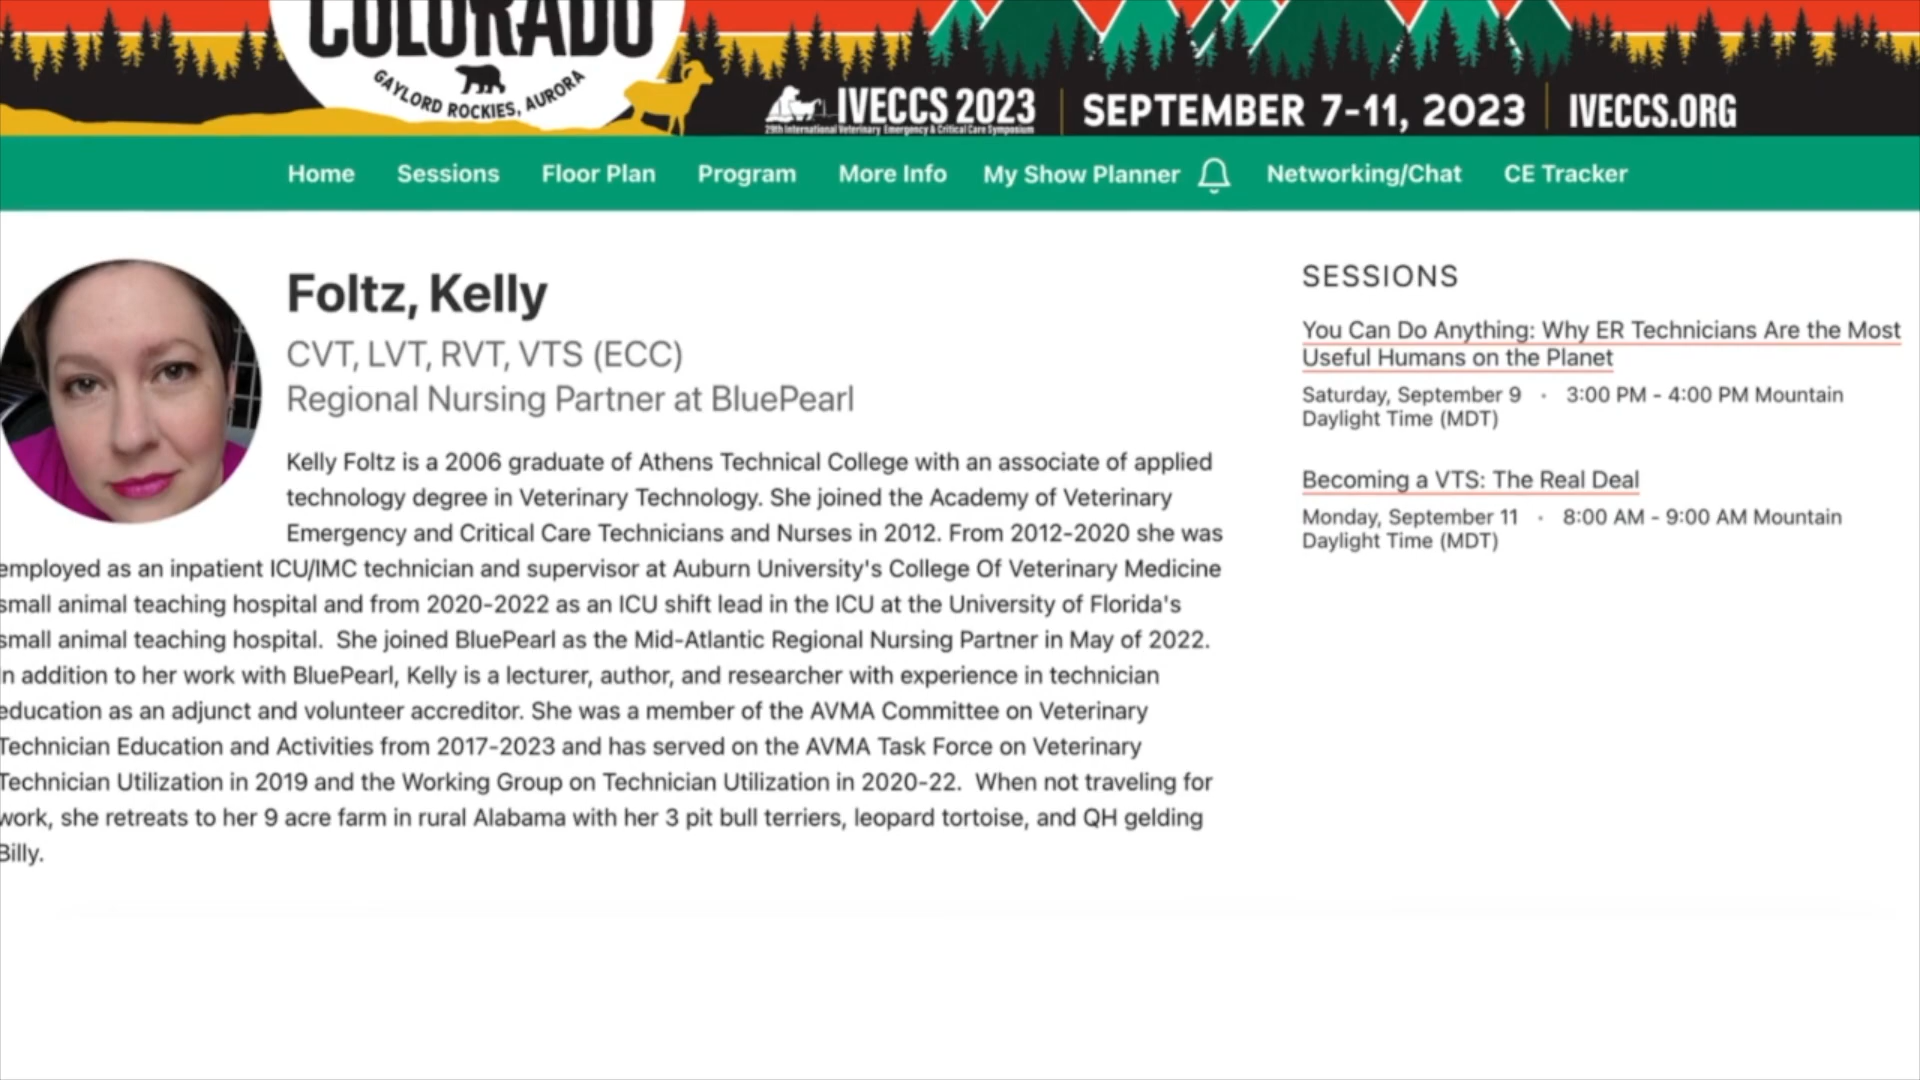 COLORADO
GAYLORD ROCKIES, AURORA
IVECCS 2023
29th International Veterinary Emergency & Critical Care Symposium
SEPTEMBER 7-11, 2023
IVECCS.ORG
Home Sessions Floor Plan Program More Info My Show Planner Networking/Chat CE Tracker
Foltz, Kelly
CVT, LVT, RVT, VTS (ECC)
Regional Nursing Partner at BluePearl
Kelly Foltz is a 2006 graduate of Athens Technical College with an associate of applied
technology degree in Veterinary Technology. She joined the Academy of Veterinary
Emergency and Critical Care Technicians and Nurses in 2012. From 2012-2020 she was
employed as an inpatient ICU/IMC technician and supervisor at Auburn University's College Of Veterinary Medicine
small animal teaching hospital and from 2020-2022 as an ICU shift lead in the ICU at the University of Florida's
small animal teaching hospital. She joined BluePearl as the Mid-Atlantic Regional Nursing Partner in May of 2022.
In addition to her work with BluePearl, Kelly is a lecturer, author, and researcher with experience in technician
education as an adjunct and volunteer accreditor. She was a member of the AVMA Committee on Veterinary
Technician Education and Activities from 2017-2023 and has served on the AVMA Task Force on Veterinary
Technician Utilization in 2019 and the Working Group on Technician Utilization in 2020-22. When not traveling for
work, she retreats to her 9 acre farm in rural Alabama with her 3 pit bull terriers, leopard tortoise, and QH gelding
Billy.
SESSIONS
You Can Do Anything: Why ER Technicians Are the Most
Useful Humans on the Planet
Saturday, September 9 · 3:00 PM - 4:00 PM Mountain
Daylight Time (MDT)
Becoming a VTS: The Real Deal
Monday, September 11 · 8:00 AM - 9:00 AM Mountain
Daylight Time (MDT)